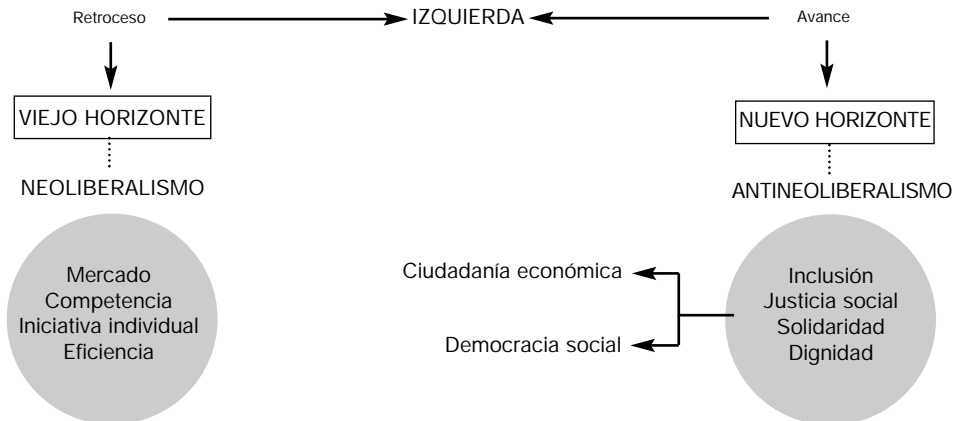 Retroceso
IZQUIERDA
Avance
VIEJO HORIZONTE
NUEVO HORIZONTE
NEOLIBERALISMO
ANTINEOLIBERALISMO
Mercado
Competencia
Iniciativa individual
Eficiencia
Ciudadanía económica
Democracia social
Inclusión
Justicia social
Solidaridad
Dignidad